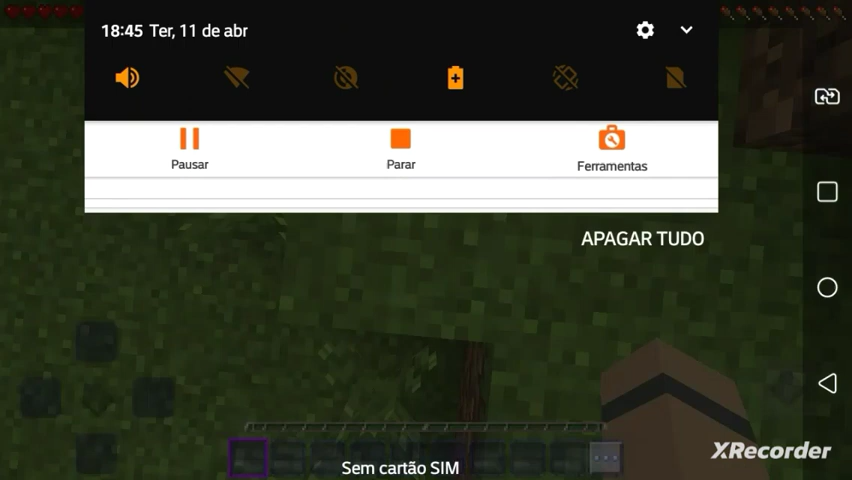 18:45 Ter, 11 de abr
Pausar
Parar
Ferramentas
APAGAR TUDO
XRecorder
Sem cartão SIM